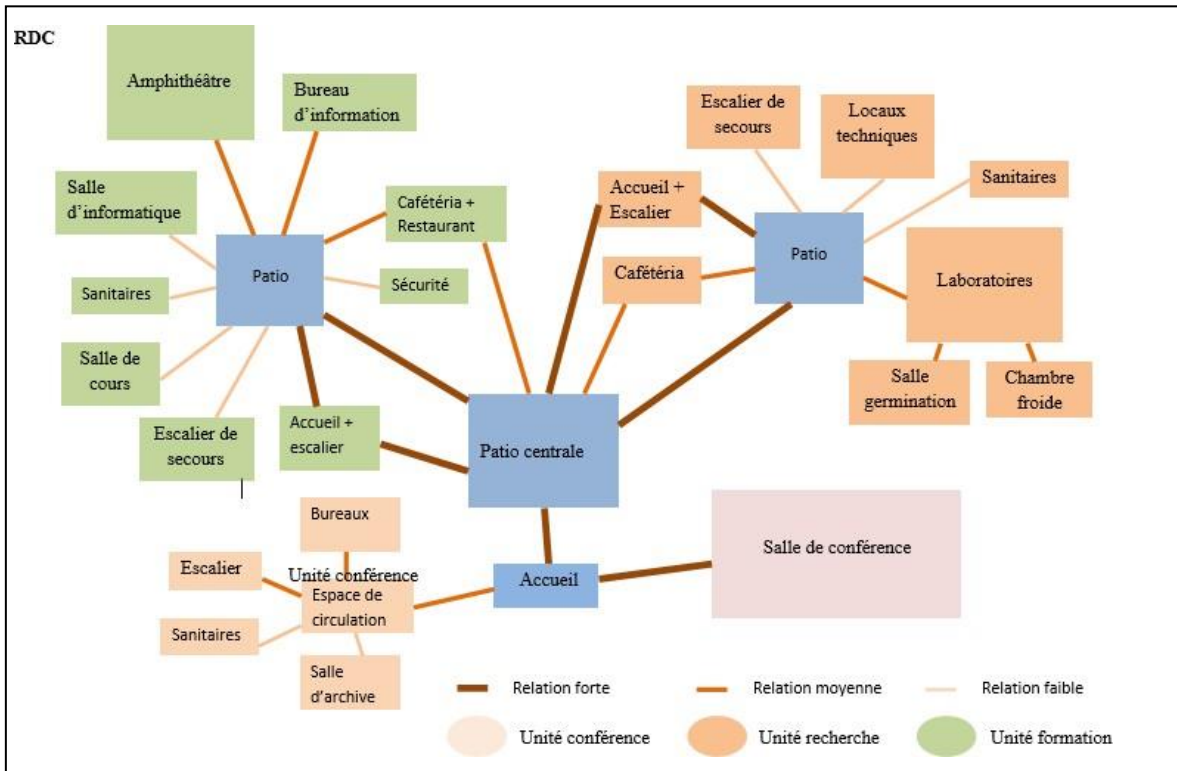 RDC
Amphithéâtre
Bureau
d’information
Escalier de
secours
Locaux
techniques
Sanitaires
Salle
d’informatique
Cafétéria +
Restaurant
Accueil +
Escalier
Patio
Patio
Sanitaires
Sécurité
Cafétéria
Laboratoires
Salle de
cours
Salle
germination
Chambre
froide
Escalier de
secours
Accueil +
escalier
Patio centrale
Bureaux
Salle de conférence
Escalier
Unité conférence
Espace de
circulation
Accueil
Sanitaires
Salle
d’archive
Relation forte
Relation moyenne
Relation faible
Unité conférence
Unité recherche
Unité formation